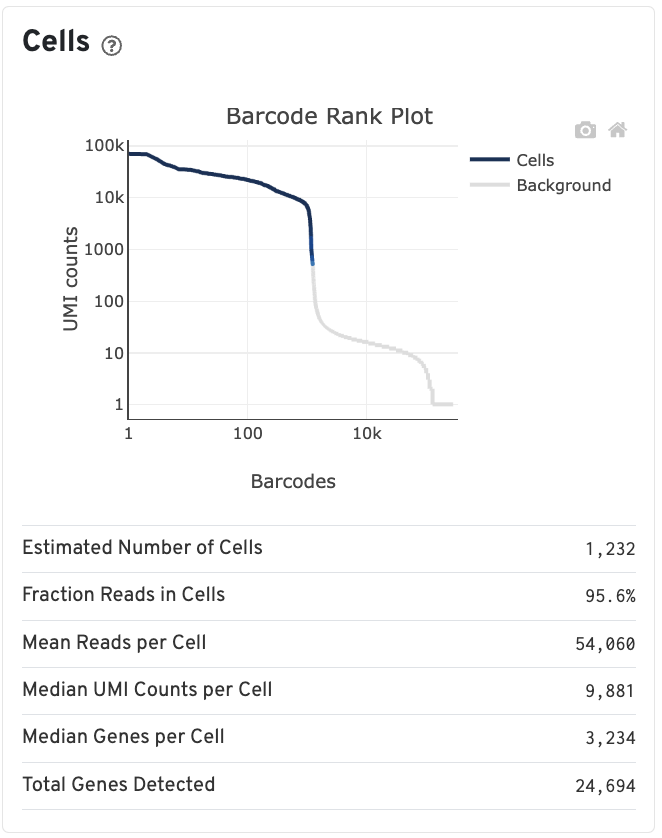 Cells ?
Barcode Rank Plot
Cells
Background
UMI counts
100k
10k
1000
100
10
1
1 100 10k
Barcodes
Estimated Number of Cells 1,232
Fraction Reads in Cells 95.6%
Mean Reads per Cell 54,060
Median UMI Counts per Cell 9,881
Median Genes per Cell 3,234
Total Genes Detected 24,694